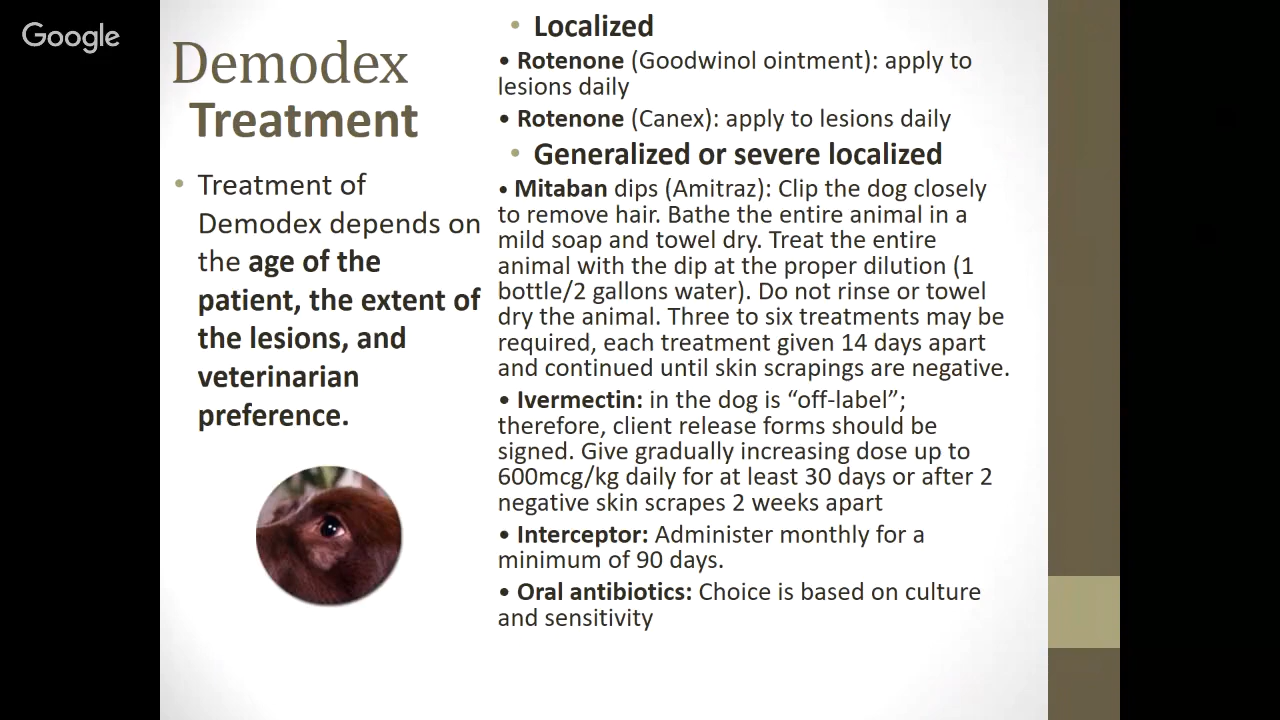 Google
Demodex
Treatment
• Treatment of
Demodex depends on
the age of the
patient, the extent of
the lesions, and
veterinarian
preference.
• Localized
• Rotenone (Goodwinol ointment): apply to
lesions daily
• Rotenone (Canex): apply to lesions daily
• Generalized or severe localized
• Mitaban dips (Amitraz): Clip the dog closely
to remove hair. Bathe the entire animal in a
mild soap and towel dry. Treat the entire
animal with the dip at the proper dilution (1
bottle/2 gallons water). Do not rinse or towel
dry the animal. Three to six treatments may be
required, each treatment given 14 days apart
and continued until skin scrapings are negative.
• Ivermectin: in the dog is “off-label”;
therefore, client release forms should be
signed. Give gradually increasing dose up to
600mcg/kg daily for at least 30 days or after 2
negative skin scrapes 2 weeks apart
• Interceptor: Administer monthly for a
minimum of 90 days.
• Oral antibiotics: Choice is based on culture
and sensitivity